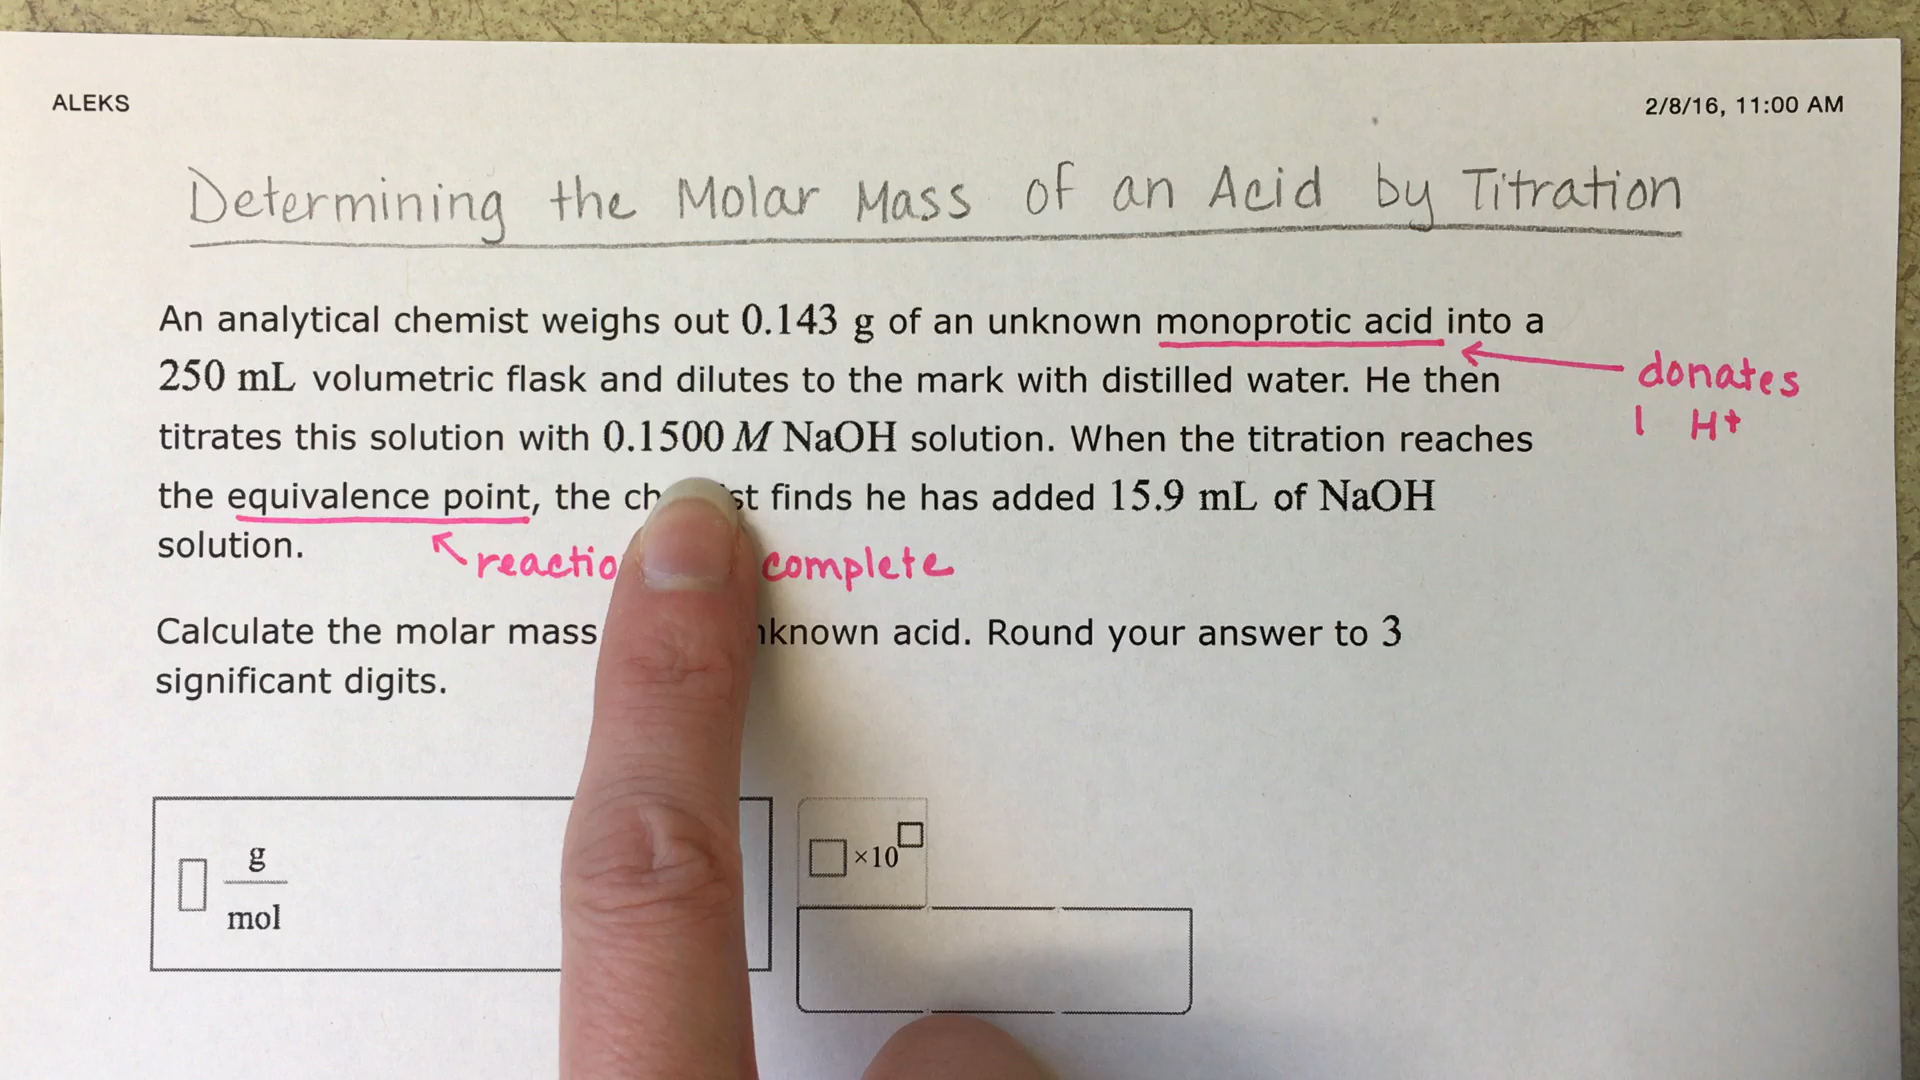 ALEKS
2/8/16, 11:00 AM
Determining the Molar Mass of an Acid by Titration
An analytical chemist weighs out 0.143 g of an unknown monoprotic acid into a
250 mL volumetric flask and dilutes to the mark with distilled water. He then
donates
1 H+
titrates this solution with 0.1500 M NaOH solution. When the titration reaches
the equivalence point, the finds he has added 15.9 mL of NaOH
solution.
complete
Calculate the molar mass acid. Round your answer to 3
significant digits.
g
mol
×10